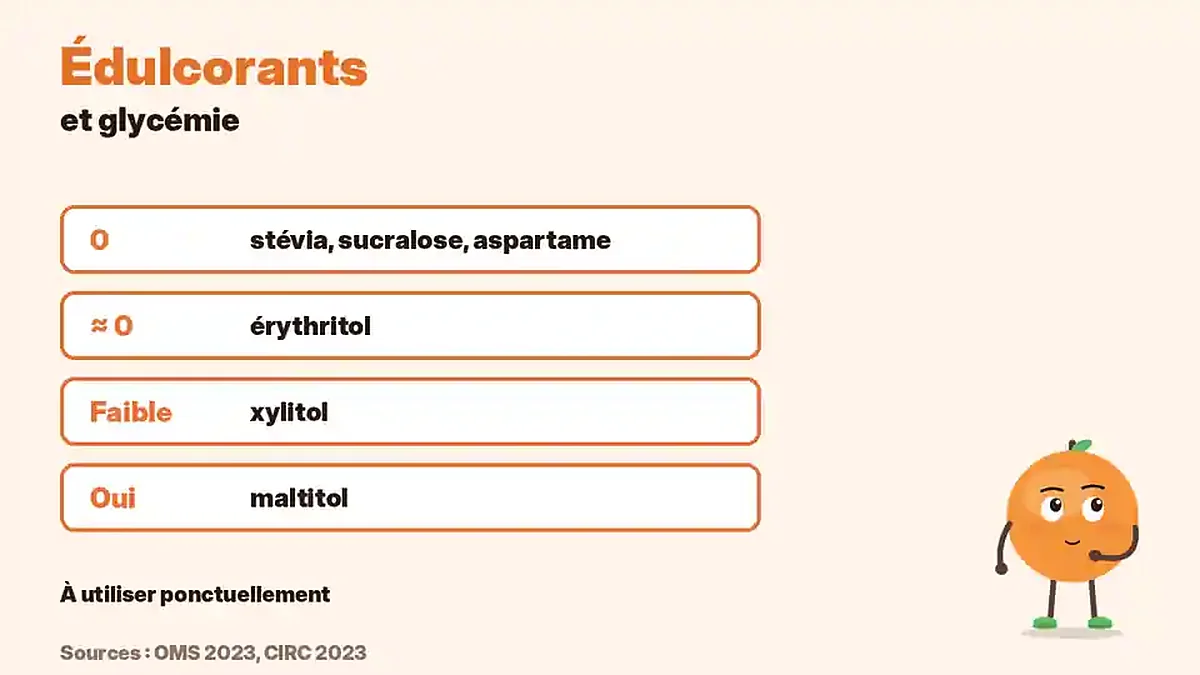 Édulcorants
et glycémie
0 stévia, sucralose, aspartame
≈ 0 érythritol
Faible xylitol
Oui maltitol
À utiliser ponctuellement
Sources : OMS 2023, CIRC 2023